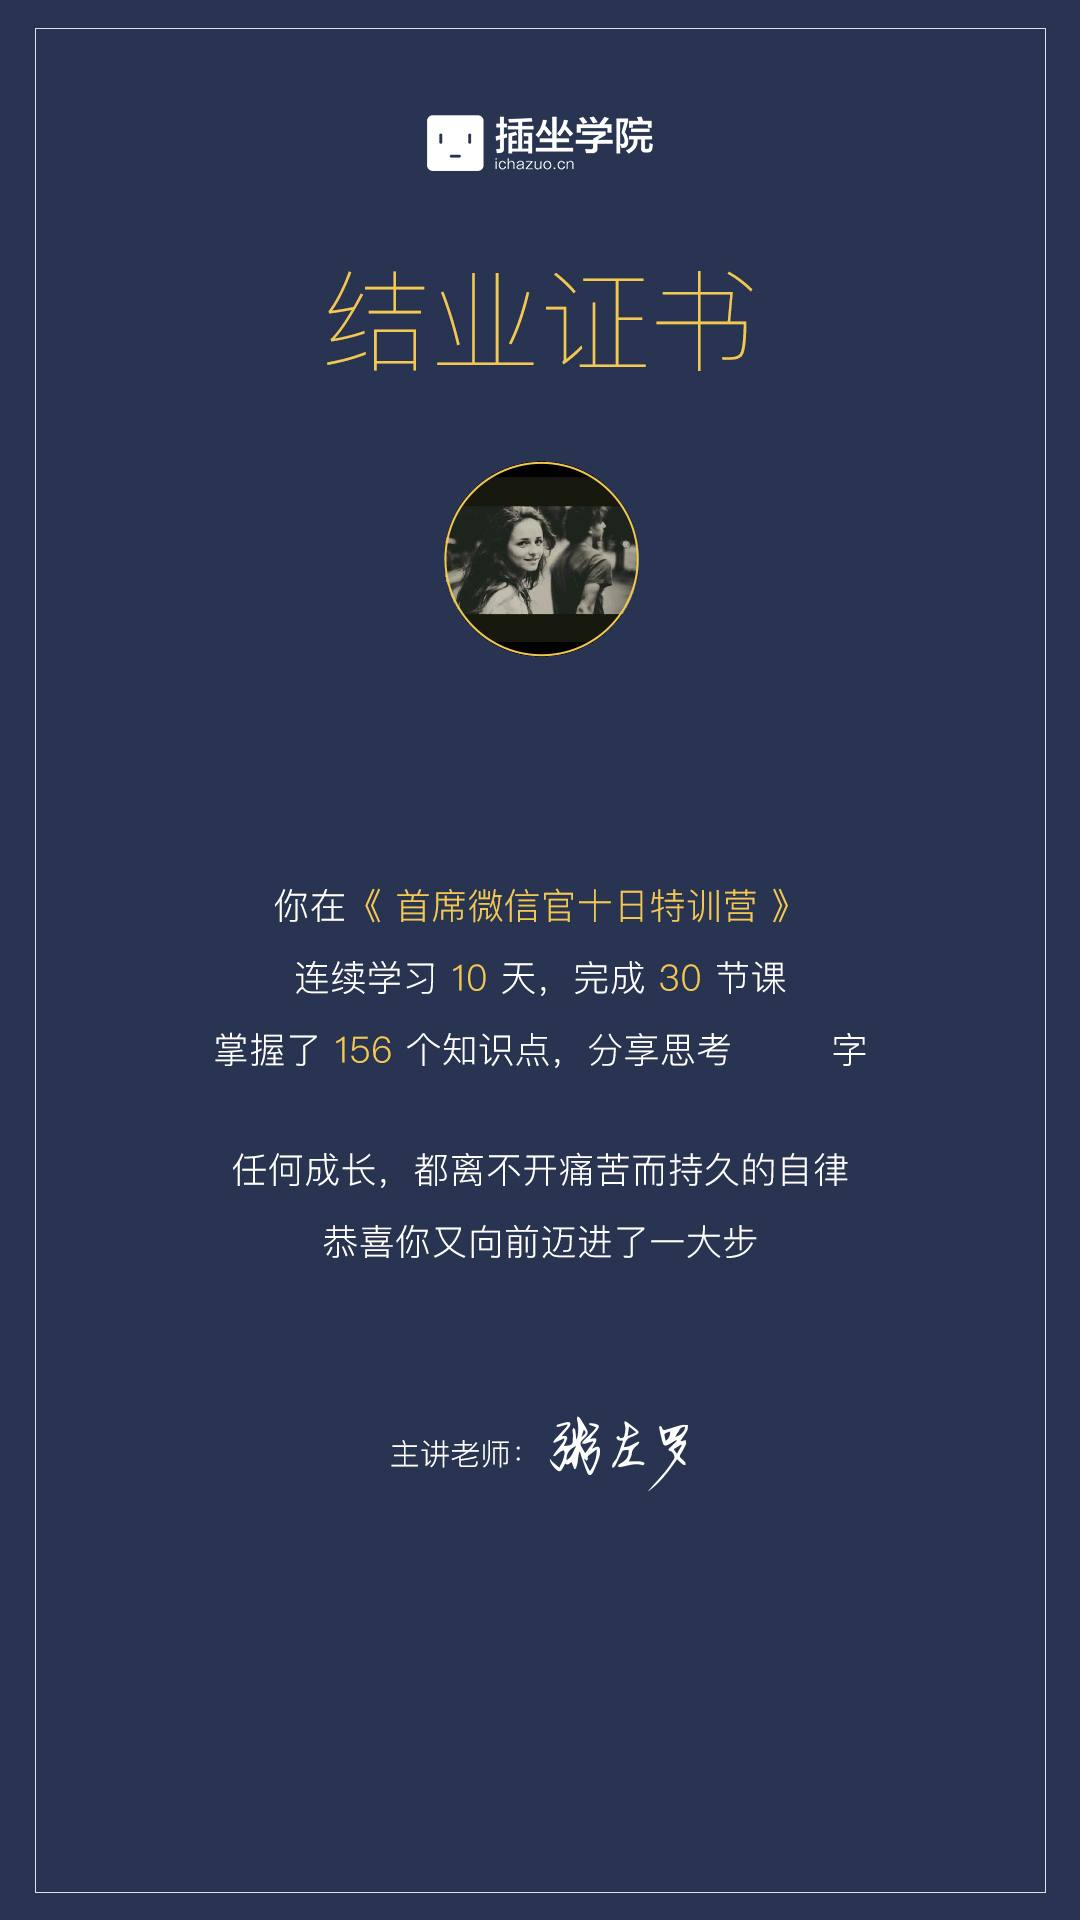 插坐学院
ichazuo.cn
结业证书
你在《 首席微信官十日特训营 》
连续学习 10 天，完成 30 节课
掌握了 156 个知识点，分享思考 字
任何成长，都离不开痛苦而持久的自律
恭喜你又向前迈进了一大步
主讲老师：粥左罗